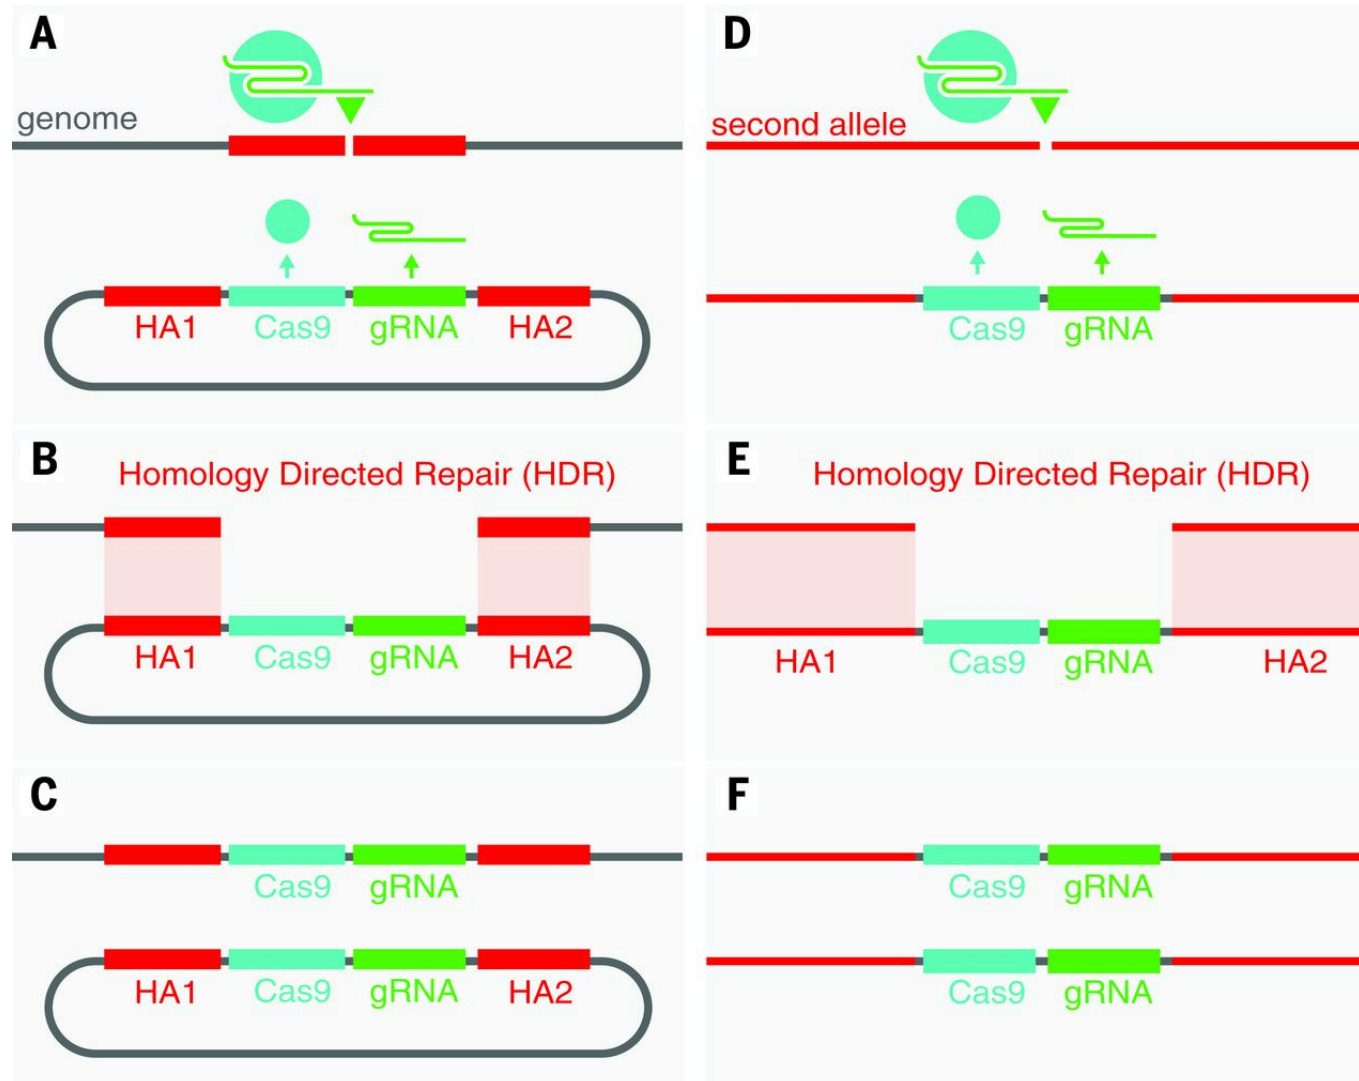 A
genome
HA1 Cas9 gRNA HA2
B
Homology Directed Repair (HDR)
HA1 Cas9 gRNA HA2
C
Cas9 gRNA
HA1 Cas9 gRNA HA2
D
second allele
Cas9 gRNA
E
Homology Directed Repair (HDR)
HA1 Cas9 gRNA HA2
F
Cas9 gRNA
Cas9 gRNA